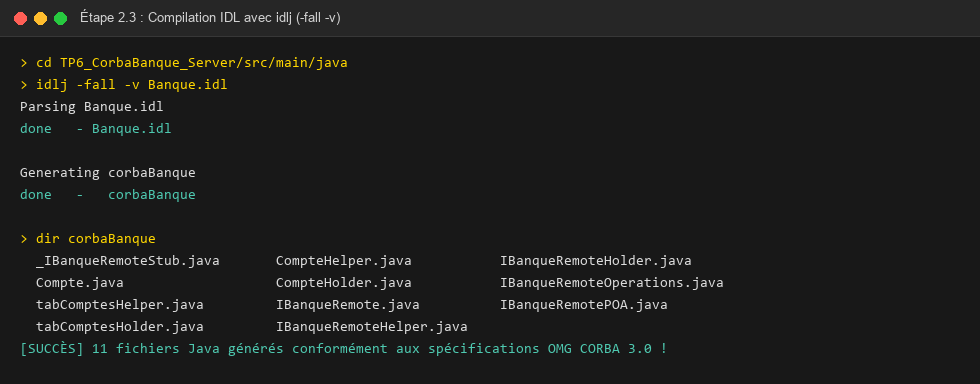 Étape 2.3 : Compilation IDL avec idlj (-fall -v)
> cd TP6_CorbaBanque_Server/src/main/java
> idlj -fall -v Banque.idl
Parsing Banque.idl
done   - Banque.idl
Generating corbaBanque
done   -   corbaBanque
> dir corbaBanque
  _IBanqueRemoteStub.java       CompteHelper.java           IBanqueRemoteHolder.java
  Compte.java                   CompteHolder.java           IBanqueRemoteOperations.java
  tabComptesHelper.java         IBanqueRemote.java          IBanqueRemotePOA.java
  tabComptesHolder.java         IBanqueRemoteHelper.java
[SUCCÈS] 11 fichiers Java générés conformément aux spécifications OMG CORBA 3.0 !